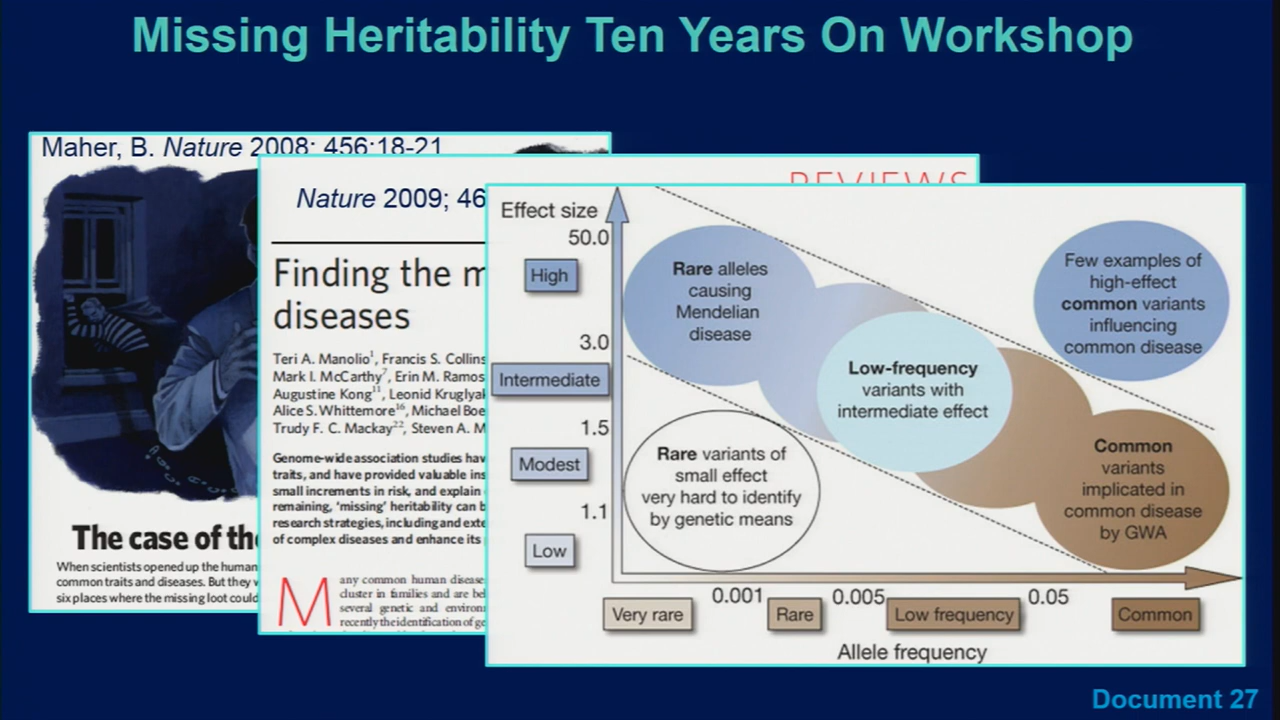 Missing Heritability Ten Years On Workshop
Maher, B. Nature 2008; 456:18-21
The case of the
When scientists opened up the human
common traits and diseases. But they w
six places where the missing loot could
REVIEWS
Nature 2009; 46
Finding the m
diseases
Teri A. Manolio1, Francis S. Collins
Mark I. McCarthy7, Erin M. Ramos
Augustine Kong11, Leonid Kruglyak
Alice S. Whittemore16, Michael Boe
Trudy F. C. Mackay22, Steven A. M
Genome-wide association studies hav
traits, and have provided valuable ins
small increments in risk, and explain
remaining, 'missing' heritability can b
research strategies, including and exte
of complex diseases and enhance its
Many common human disease
cluster in families and are bel
several genetic and environ
recently the identification of ge
Effect size
50.0
High
3.0
Intermediate
1.5
Modest
1.1
Low
Rare alleles
causing
Mendelian
disease
Few examples of
high-effect
common variants
influencing
common disease
Low-frequency
variants with
intermediate effect
Rare variants of
small effect
very hard to identify
by genetic means
Common
variants
implicated in
common disease
by GWA
0.001
0.005
0.05
Very rare
Rare
Low frequency
Common
Allele frequency
Document 27